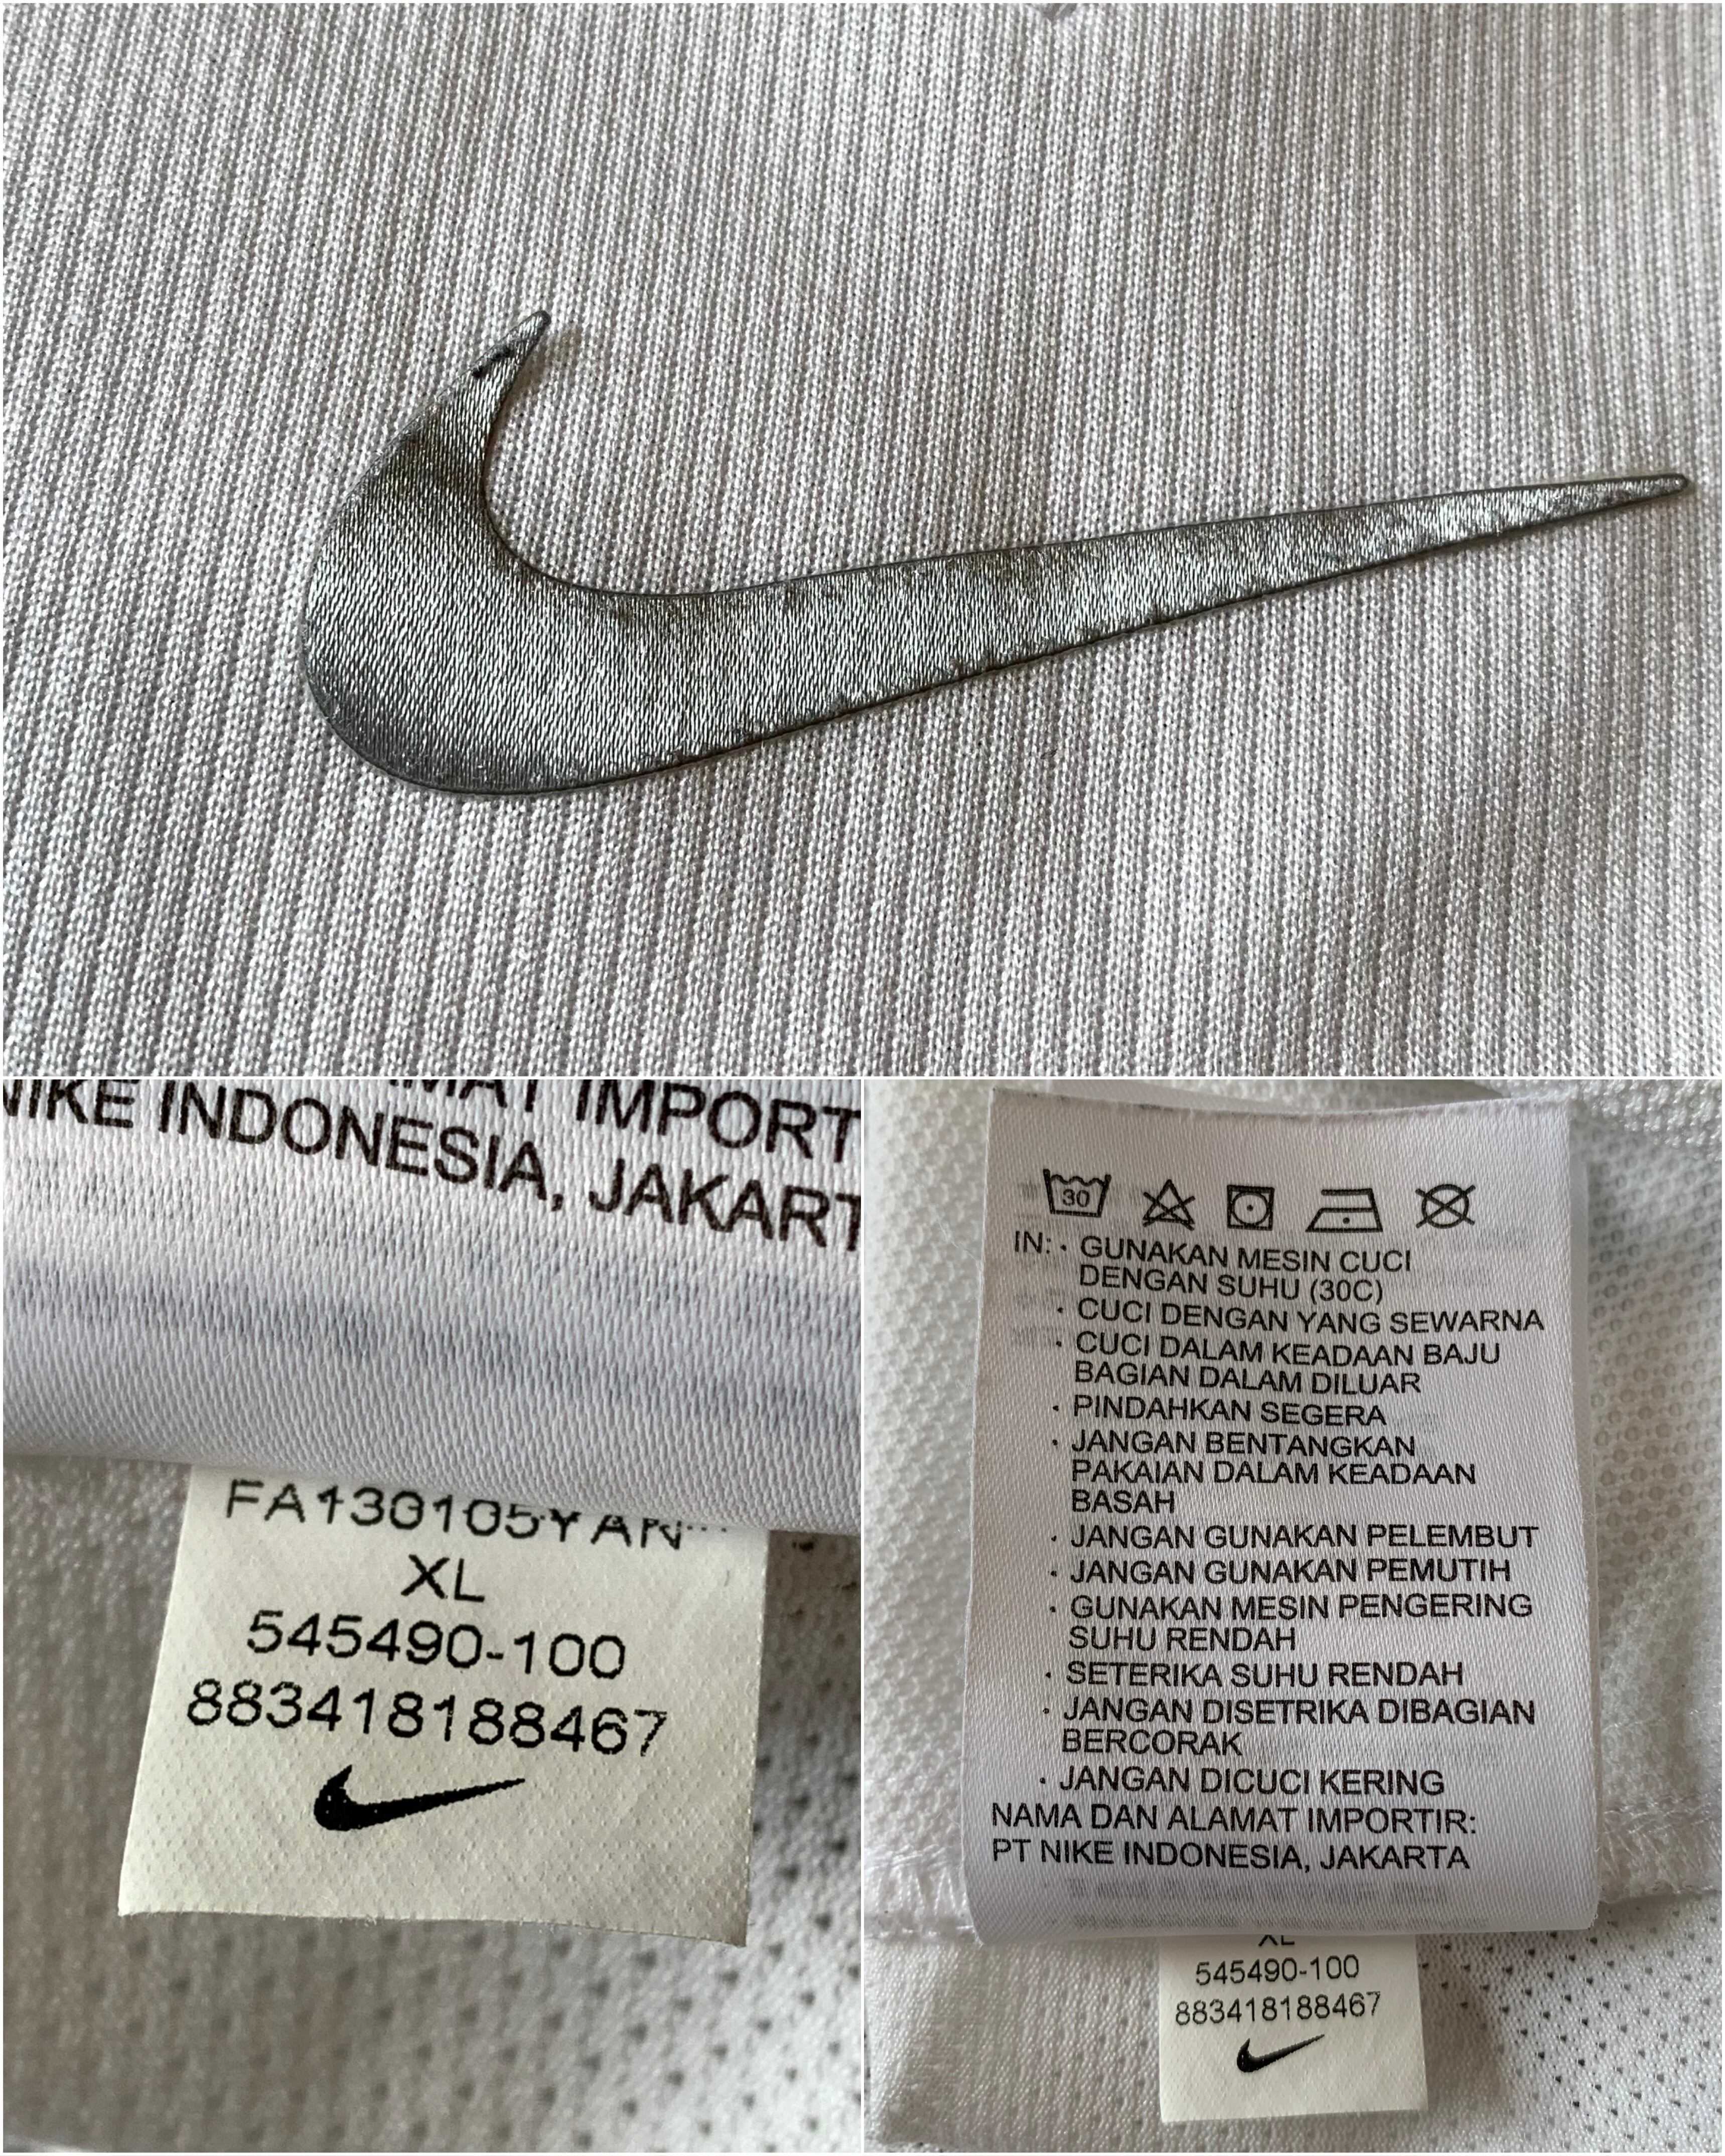 ALAMAT IMPORT
NIKE INDONESIA, JAKART
FA130105YAN
XL
545490-100
883418188467
30
IN: · GUNAKAN MESIN CUCI
DENGAN SUHU (30C)
· CUCI DENGAN YANG SEWARNA
· CUCI DALAM KEADAAN BAJU
BAGIAN DALAM DILUAR
· PINDAHKAN SEGERA
· JANGAN BENTANGKAN
PAKAIAN DALAM KEADAAN
BASAH
· JANGAN GUNAKAN PELEMBUT
· JANGAN GUNAKAN PEMUTIH
· GUNAKAN MESIN PENGERING
SUHU RENDAH
· SETERIKA SUHU RENDAH
· JANGAN DISETRIKA DIBAGIAN
BERCORAK
· JANGAN DICUCI KERING
NAMA DAN ALAMAT IMPORTIR:
PT NIKE INDONESIA, JAKARTA
XL
545490-100
883418188467